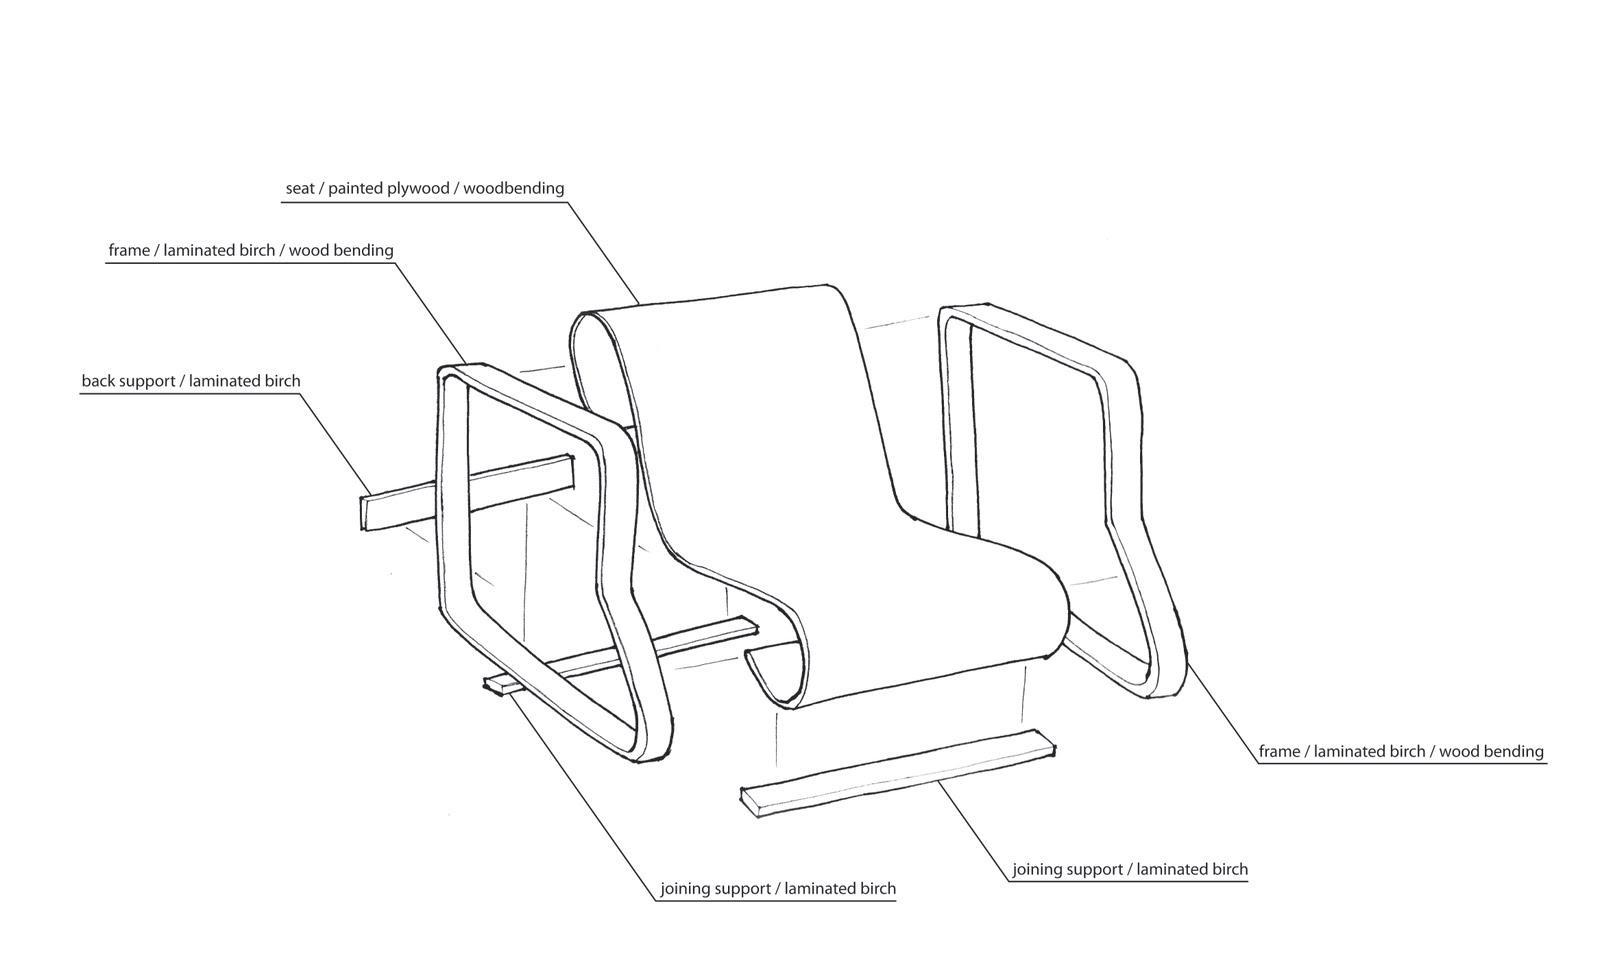 seat / painted plywood / woodbending
frame / laminated birch / wood bending
back support / laminated birch
frame / laminated birch / wood bending
joining support / laminated birch
joining support / laminated birch